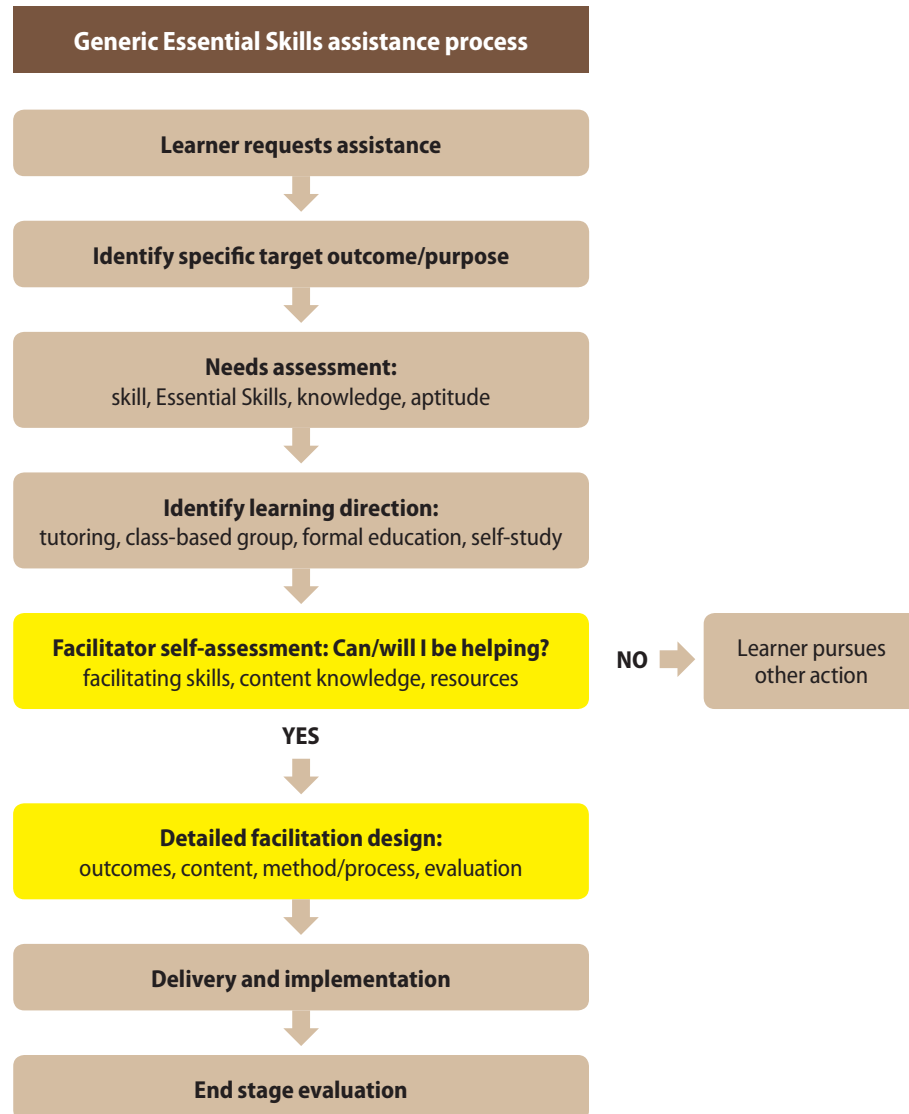 Generic Essential Skills assistance process
Learner requests assistance
Identify specific target outcome/purpose
Needs assessment:
skill, Essential Skills, knowledge, aptitude
Identify learning direction:
tutoring, class-based group, formal education, self-study
Facilitator self-assessment: Can/will I be helping?
facilitating skills, content knowledge, resources
NO
Learner pursues
other action
YES
Detailed facilitation design:
outcomes, content, method/process, evaluation
Delivery and implementation
End stage evaluation